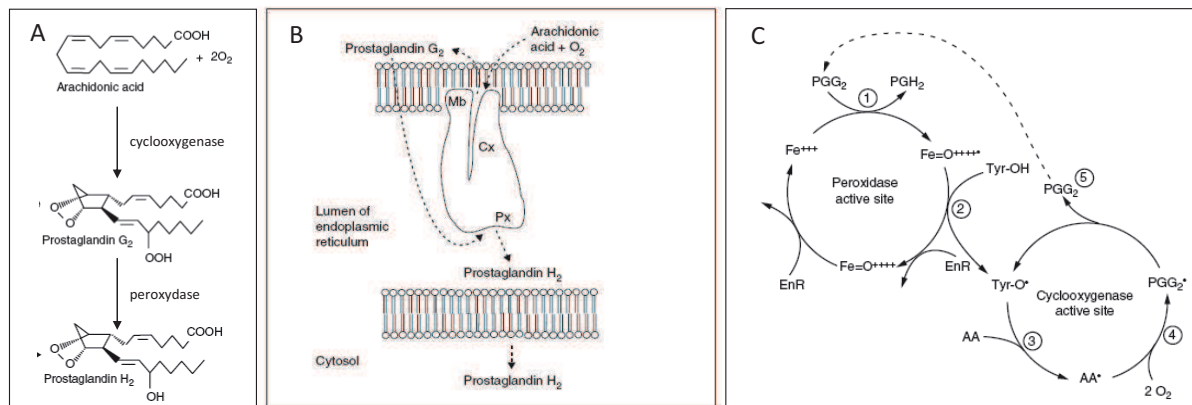 A
COOH
+ 2O₂
Arachidonic acid
cyclooxygenase
COOH
O
O
Prostaglandin G₂
OOH
peroxydase
COOH
O
O
Prostaglandin H₂
OH
B
Arachidonic
acid + O₂
Prostaglandin G₂
Mb
Cx
Px
Lumen of
endoplasmic
reticulum
Prostaglandin H₂
Cytosol
Prostaglandin H₂
C
PGG₂
PGH₂
1
Fe+++
Fe=O++++•
Tyr-OH
Peroxidase
active site
2
PGG₂
5
Fe=O++++
EnR
EnR
Tyr-O•
Cyclooxygenase
active site
PGG₂•
AA
3
4
AA•
2 O₂